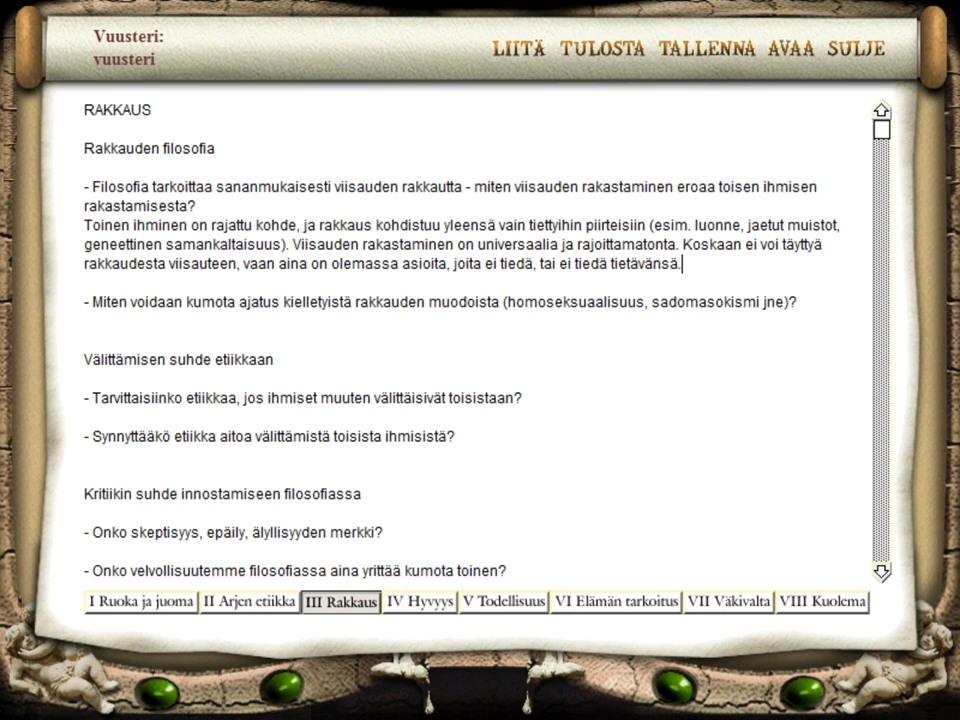 Vuusteri:
vuusteri
LIITÄ TULOSTA TALLENNA AVAA SULJE
RAKKAUS
Rakkauden filosofia
- Filosofia tarkoittaa sananmukaisesti viisauden rakkautta - miten viisauden rakastaminen eroaa toisen ihmisen
rakastamisesta?
Toinen ihminen on rajattu kohde, ja rakkaus kohdistuu yleensä vain tiettyihin piirteisiin (esim. luonne, jaetut muistot,
geneettinen samankaltaisuus). Viisauden rakastaminen on universaalia ja rajoittamatonta. Koskaan ei voi täyttyä
rakkaudesta viisauteen, vaan aina on olemassa asioita, joita ei tiedä, tai ei tiedä tietävänsä.
- Miten voidaan kumota ajatus kielletyistä rakkauden muodoista (homoseksuaalisuus, sadomasokismi jne)?
Välittämisen suhde etiikkaan
- Tarvittaisiinko etiikkaa, jos ihmiset muuten välittäisivät toisistaan?
- Synnyttääkö etiikka aitoa välittämistä toisista ihmisistä?
Kritiikin suhde innostamiseen filosofiassa
- Onko skeptisyys, epäily, älyllisyyden merkki?
- Onko velvollisuutemme filosofiassa aina yrittää kumota toinen?
I Ruoka ja juoma II Arjen etiikka III Rakkaus IV Hyvyys V Todellisuus VI Elämän tarkoitus VII Väkivalta VIII Kuolema